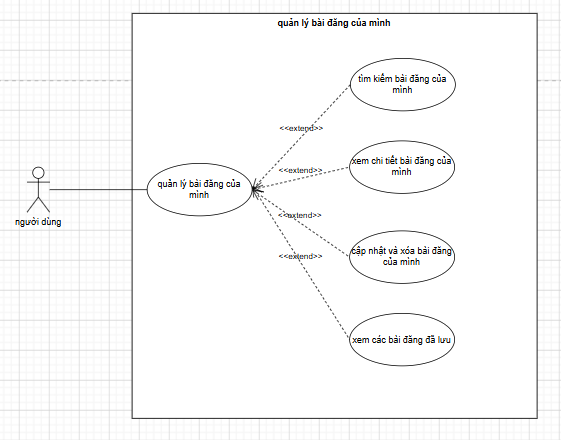 quản lý bài đăng của mình
tìm kiếm bài đăng của
mình
<<extend>>
xem chi tiết bài đăng của
mình
<<extend>>
quản lý bài đăng của
mình
người dùng
<<extend>>
cập nhật và xóa bài đăng
của mình
<<extend>>
xem các bài đăng đã lưu